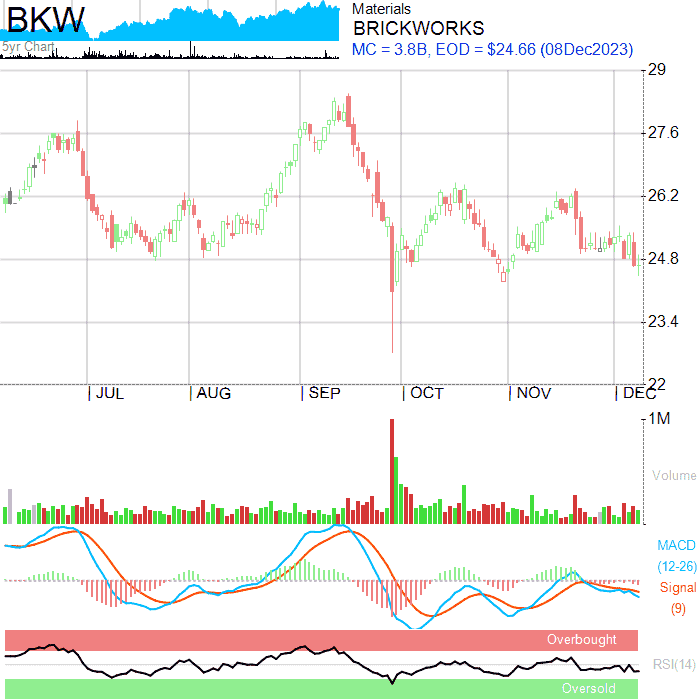 BKW
5yr Chart
Materials
BRICKWORKS
MC = 3.8B, EOD = $24.66 (08Dec2023)
29
27.6
26.2
24.8
23.4
22
JUL AUG SEP OCT NOV DEC
1M
Volume
MACD
(12-26)
Signal
(9)
Overbought
RSI(14)
Oversold